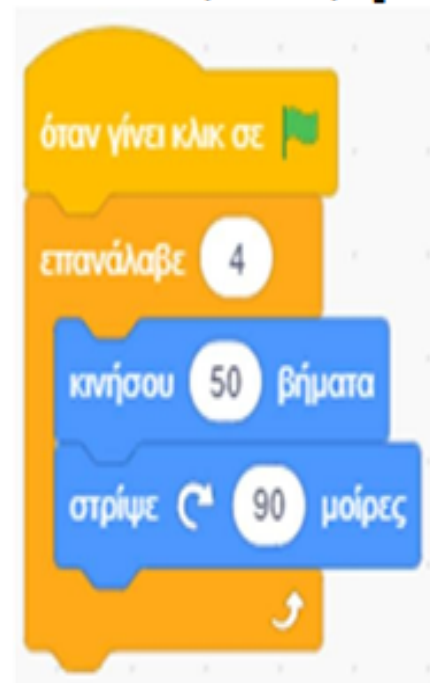 όταν γίνει κλικ σε
επανάλαβε 4
κινήσου 50 βήματα
στρίψε 90 μοίρες